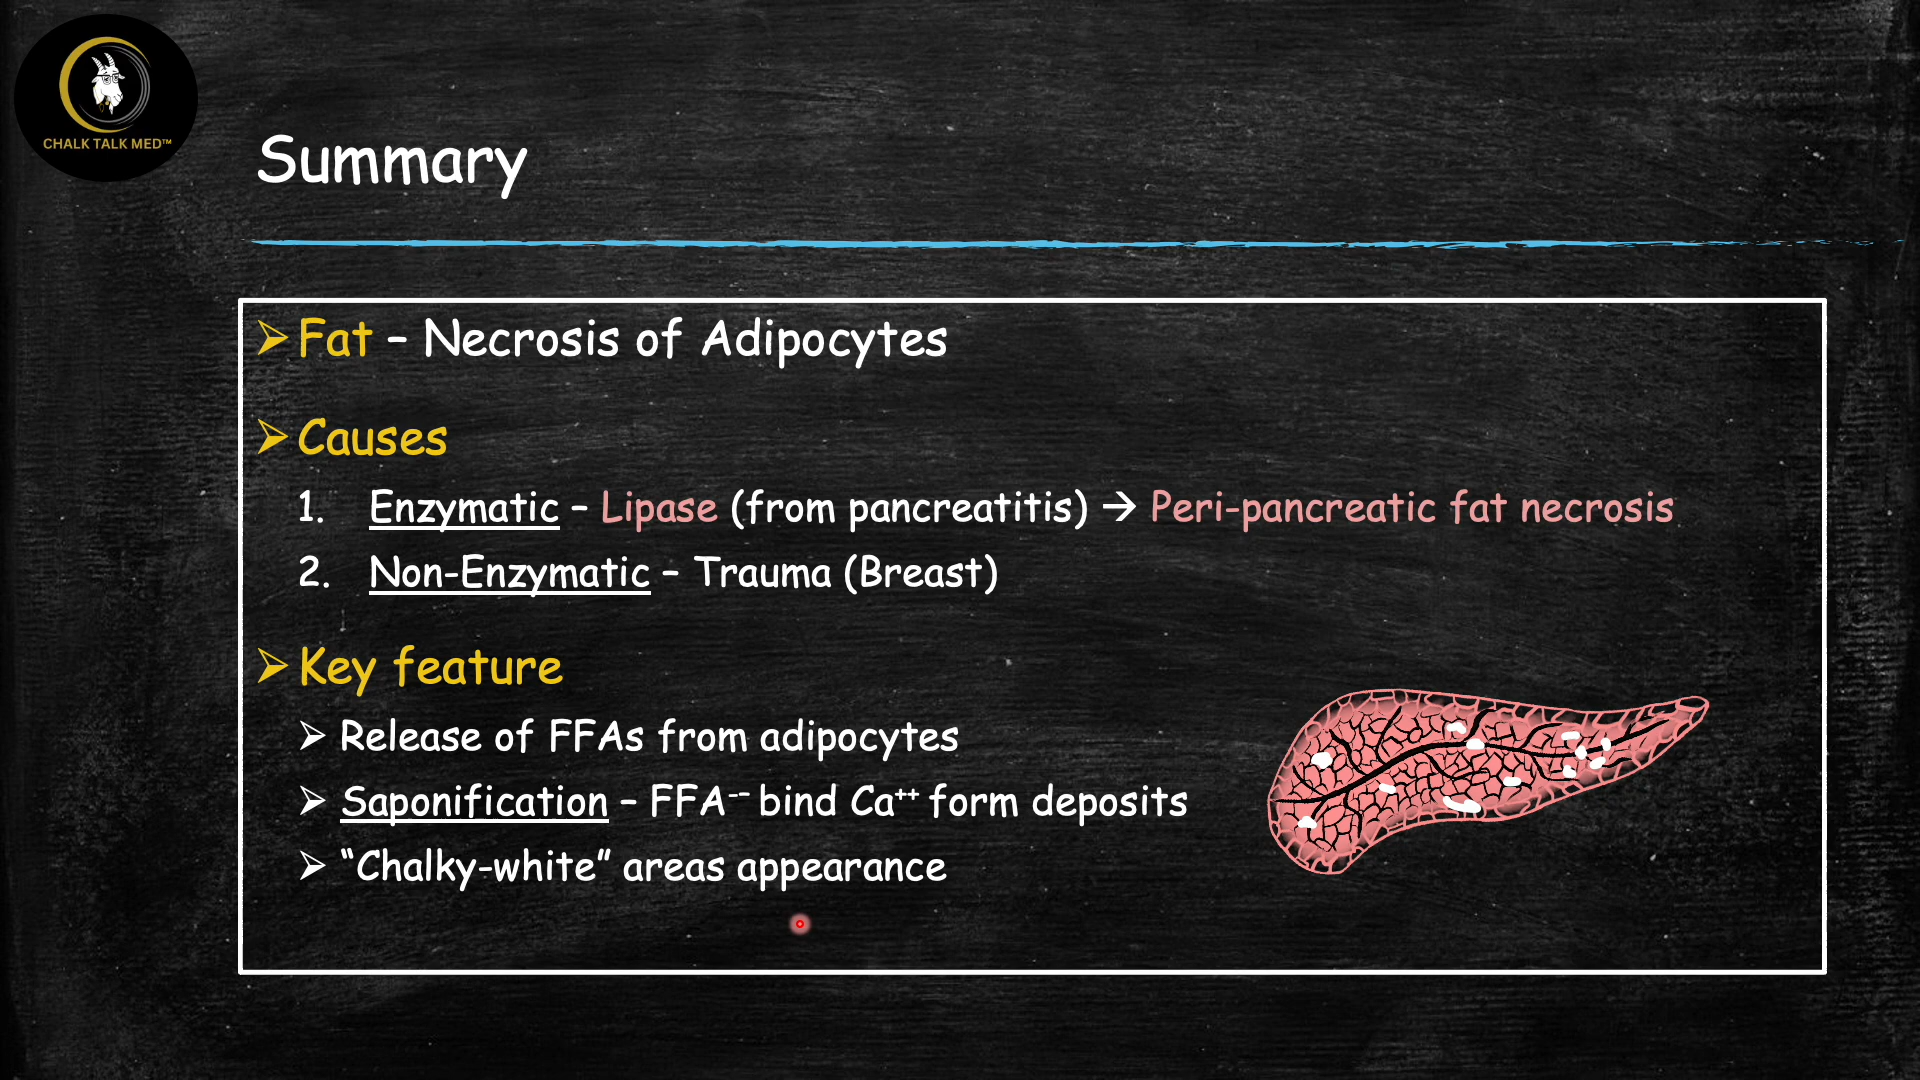 CHALK TALK MED™
Summary
➢ Fat – Necrosis of Adipocytes
➢ Causes
1. Enzymatic – Lipase (from pancreatitis) → Peri-pancreatic fat necrosis
2. Non-Enzymatic – Trauma (Breast)
➢ Key feature
➢ Release of FFAs from adipocytes
➢ Saponification – FFA⁻⁻ bind Ca⁺⁺ form deposits
➢ “Chalky-white” areas appearance